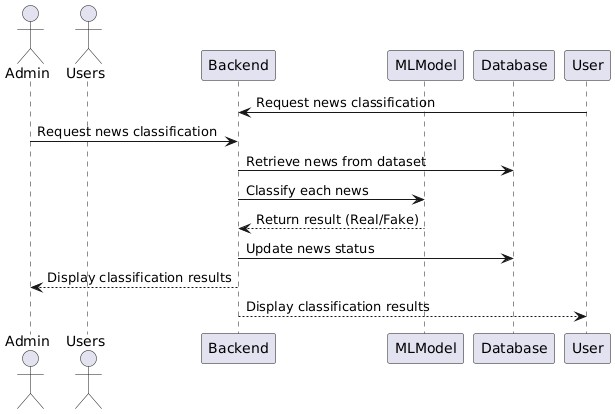 Admin
Users
Backend
MLModel
Database
User
Request news classification
Request news classification
Retrieve news from dataset
Classify each news
Return result (Real/Fake)
Update news status
Display classification results
Display classification results
Admin
Users
Backend
MLModel
Database
User